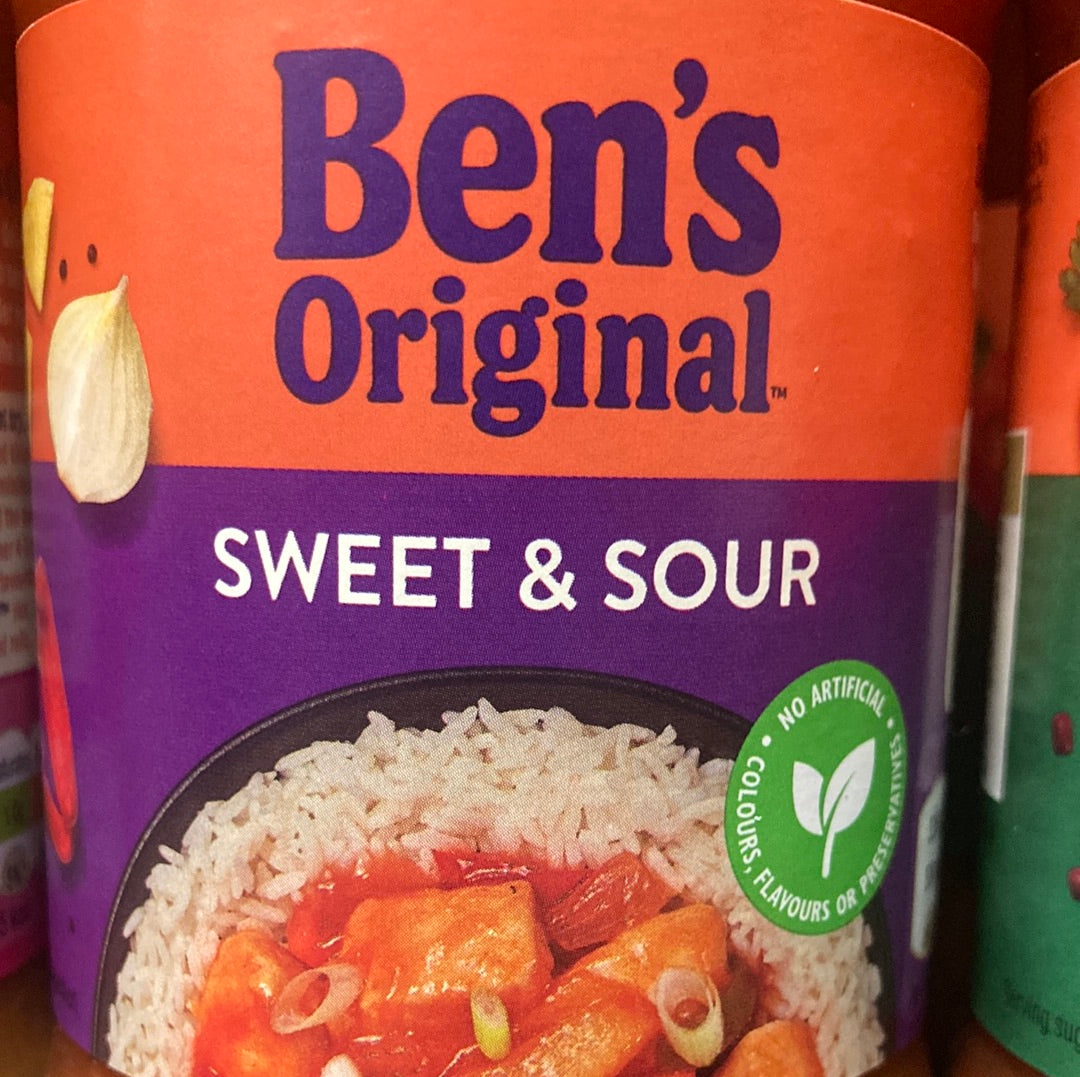 Ben's
Original™
SWEET & SOUR
• NO ARTIFICIAL •
COLOURS, FLAVOURS OR PRESERVATIVES